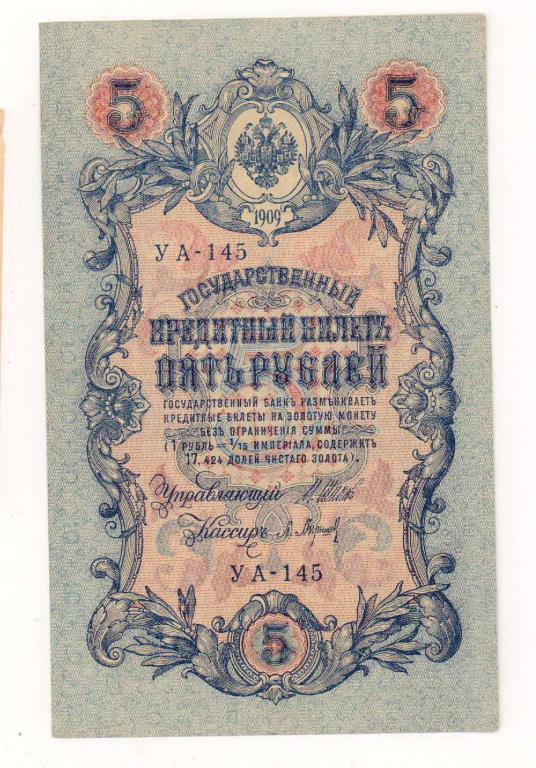 5 5
1909
УА-145
ГОСУДАРСТВЕННЫЙ
КРЕДИТНЫЙ БИЛЕТЪ
ПЯТЬ РУБЛЕЙ
ГОСУДАРСТВЕННЫЙ БАНКЪ РАЗМѢНИВАЕТЪ
КРЕДИТНЫЕ БИЛЕТЫ НА ЗОЛОТУЮ МОНЕТУ
БЕЗЪ ОГРАНИЧЕНІЯ СУММЫ
(1 РУБЛЬ = 1/15 ИМПЕРІАЛА, СОДЕРЖИТЪ
17,424 ДОЛЕЙ ЧИСТАГО ЗОЛОТА).
Управляющій
Кассиръ
УА-145
5